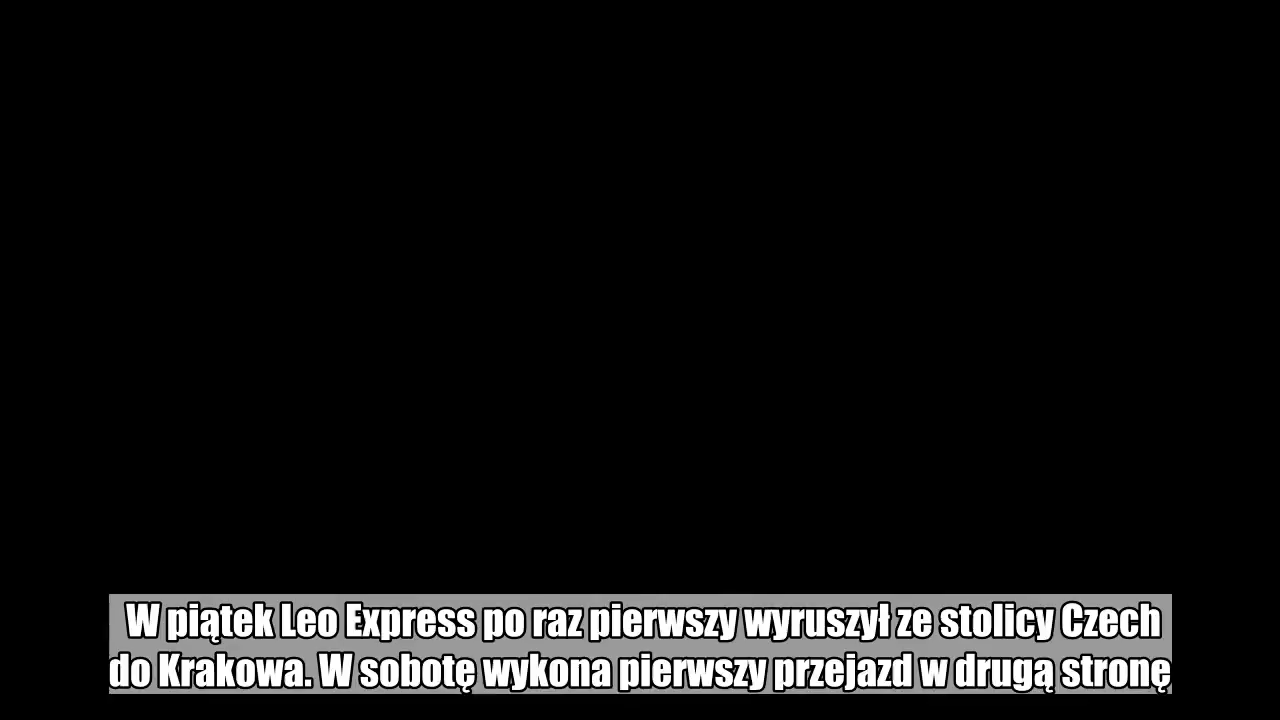 W piątek Leo Express po raz pierwszy wyruszył ze stolicy Czech
do Krakowa. W sobotę wykona pierwszy przejazd w drugą stronę